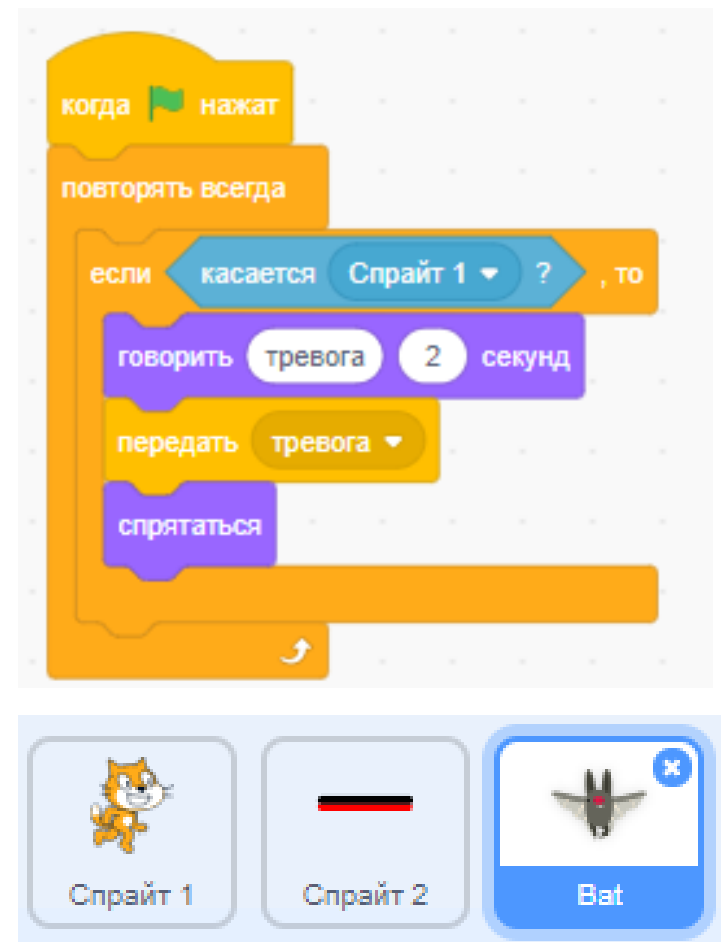 когда нажат
повторять всегда
если касается Спрайт 1 ? , то
говорить тревога 2 секунд
передать тревога
спрятаться
Спрайт 1 Спрайт 2 Bat